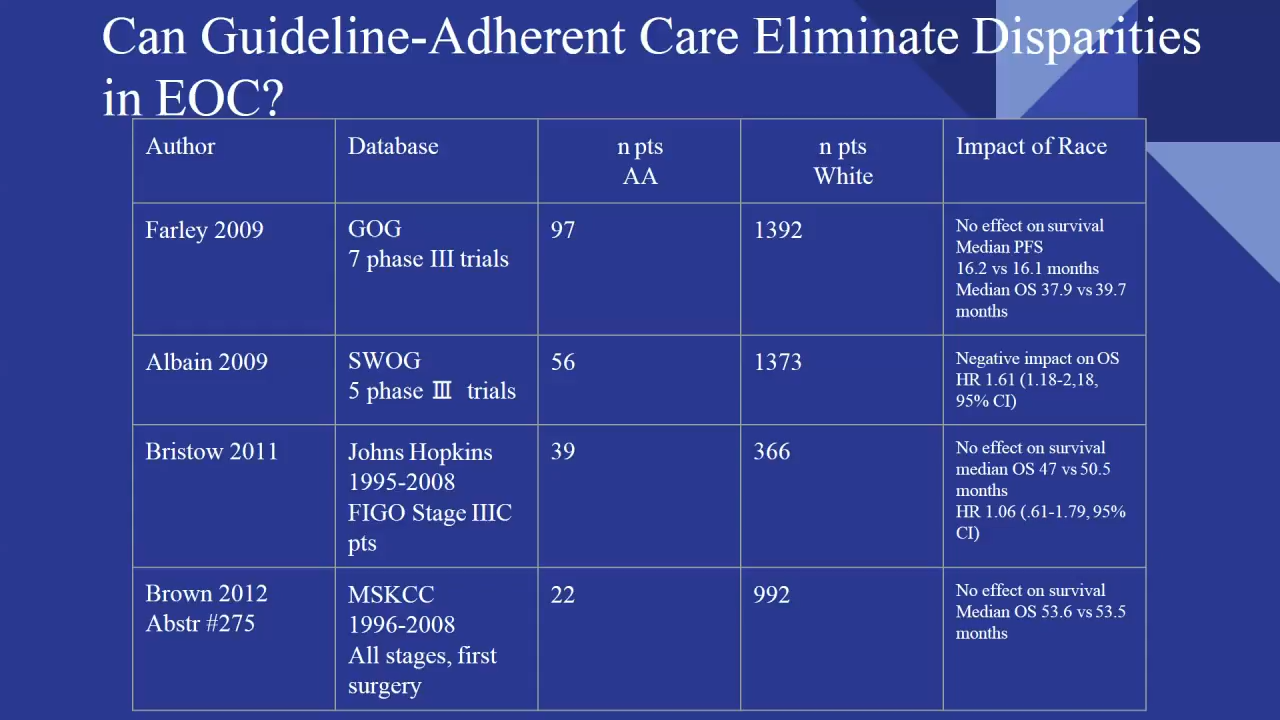 Can Guideline-Adherent Care Eliminate Disparities
in EOC?
Author
Database
n pts
AA
n pts
White
Impact of Race
Farley 2009
GOG
7 phase III trials
97
1392
No effect on survival
Median PFS
16.2 vs 16.1 months
Median OS 37.9 vs 39.7
months
Albain 2009
SWOG
5 phase Ⅲ trials
56
1373
Negative impact on OS
HR 1.61 (1.18-2,18,
95% CI)
Bristow 2011
Johns Hopkins
1995-2008
FIGO Stage IIIC
pts
39
366
No effect on survival
median OS 47 vs 50.5
months
HR 1.06 (.61-1.79, 95%
CI)
Brown 2012
Abstr #275
MSKCC
1996-2008
All stages, first
surgery
22
992
No effect on survival
Median OS 53.6 vs 53.5
months